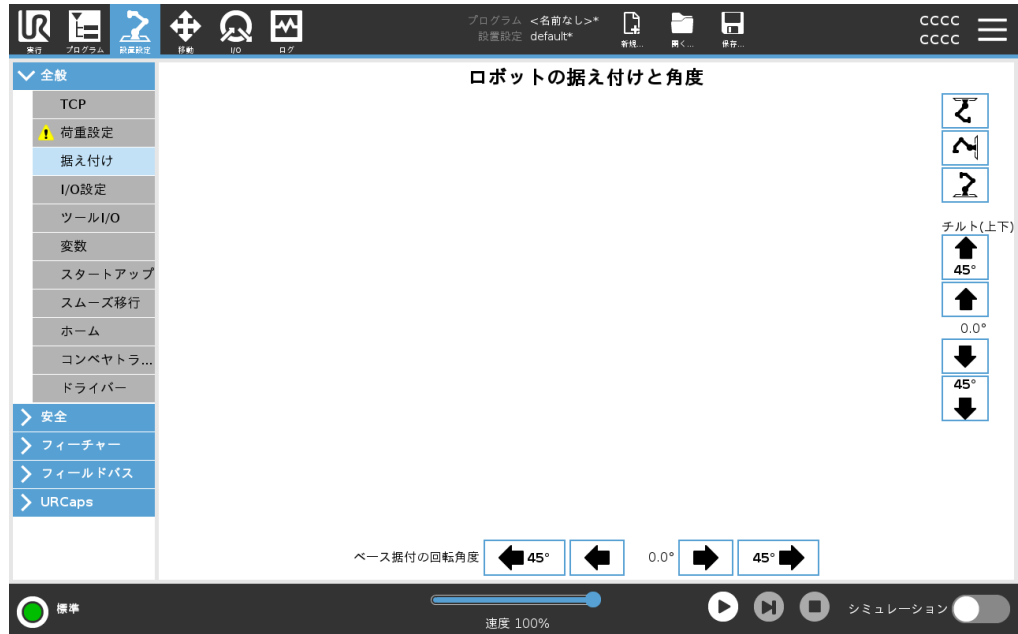 UR
実行
プログラム
設置設定
移動
I/O
ログ
プログラム <名前なし>*
設置設定 default*
新規...
開く...
保存...
CCCC
CCCC
全般
TCP
荷重設定
据え付け
I/O設定
ツールI/O
変数
スタートアップ
スムーズ移行
ホーム
コンベヤトラ...
ドライバー
安全
フィーチャー
フィールドバス
URCaps
ロボットの据え付けと角度
チルト(上下)
45°
0.0°
45°
ベース据付の回転角度 45° 0.0° 45°
標準
速度 100%
シミュレーション